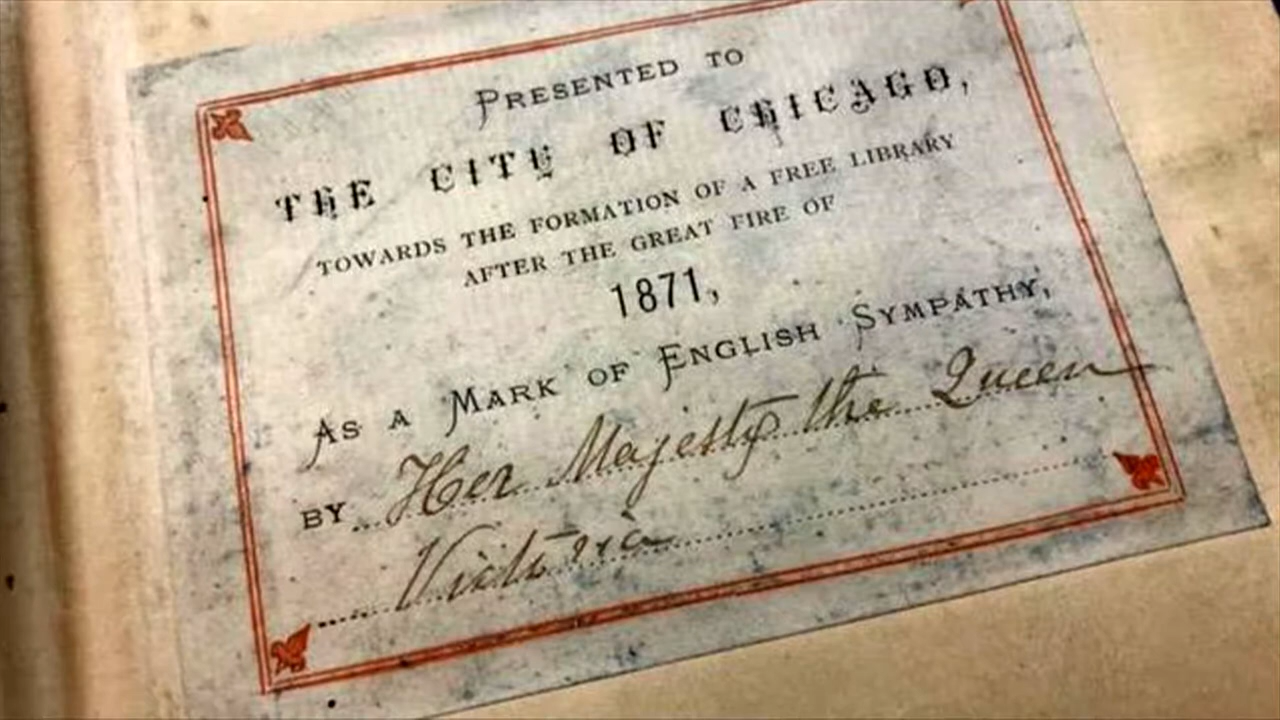 PRESENTED TO
THE CITY OF CHICAGO,
TOWARDS THE FORMATION OF A FREE LIBRARY
AFTER THE GREAT FIRE OF
1871,
AS A MARK OF ENGLISH SYMPATHY,
BY Her Majesty the Queen
Victoria